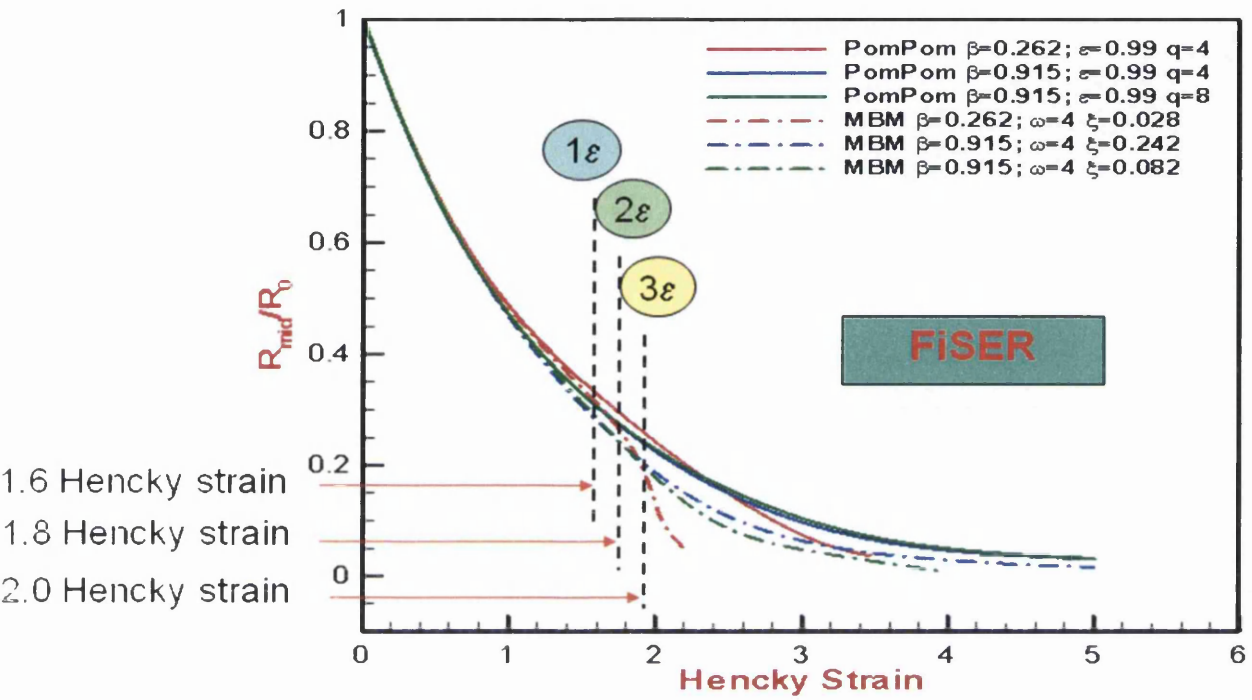 1
0.8
0.6
0.4
0.2
0
R_mid/R_0
PomPom β=0.262; ε=0.99 q=4
PomPom β=0.915; ε=0.99 q=4
PomPom β=0.915; ε=0.99 q=8
MBM β=0.262; ω=4 ξ=0.028
MBM β=0.915; ω=4 ξ=0.242
MBM β=0.915; ω=4 ξ=0.082
1ε
2ε
3ε
FiSER
1.6 Hencky strain
1.8 Hencky strain
2.0 Hencky strain
0 1 2 3 4 5 6
Hencky Strain